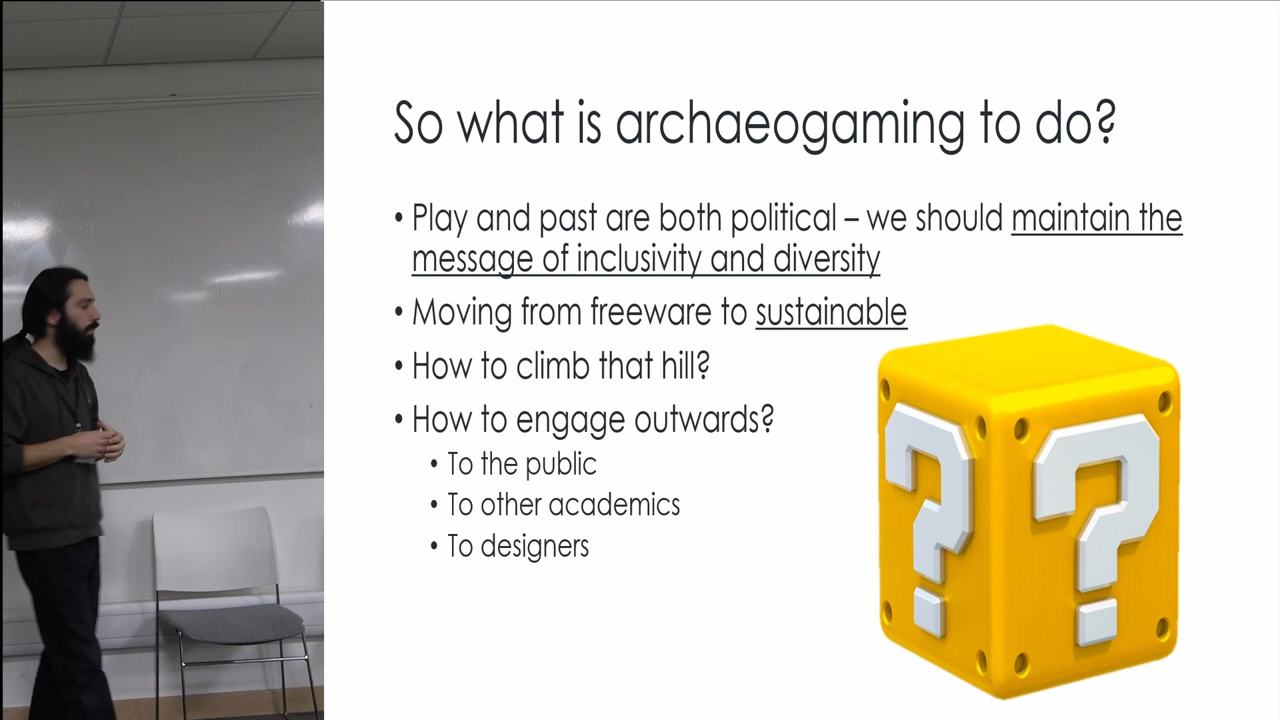 So what is archaeogaming to do?
• Play and past are both political – we should maintain the
message of inclusivity and diversity
• Moving from freeware to sustainable
• How to climb that hill?
• How to engage outwards?
• To the public
• To other academics
• To designers
? ?